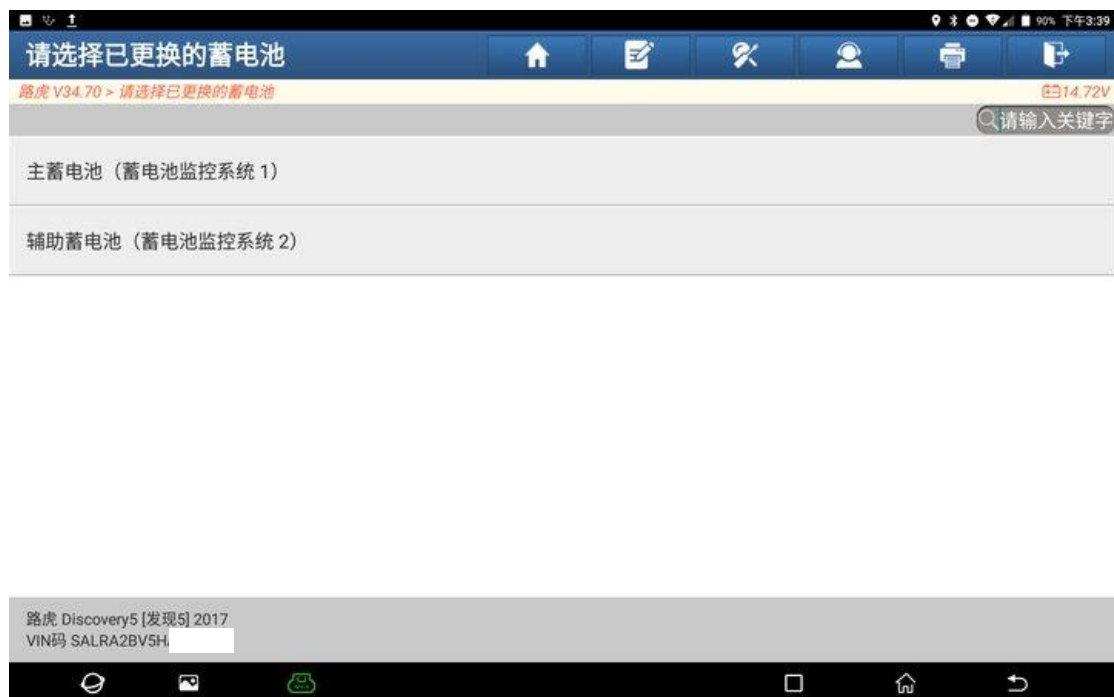 90% 下午3:39
请选择已更换的蓄电池
路虎 V34.70 > 请选择已更换的蓄电池
14.72V
请输入关键字
主蓄电池（蓄电池监控系统 1）
辅助蓄电池（蓄电池监控系统 2）
路虎 Discovery5 [发现5] 2017
VIN码 SALRA2BV5H